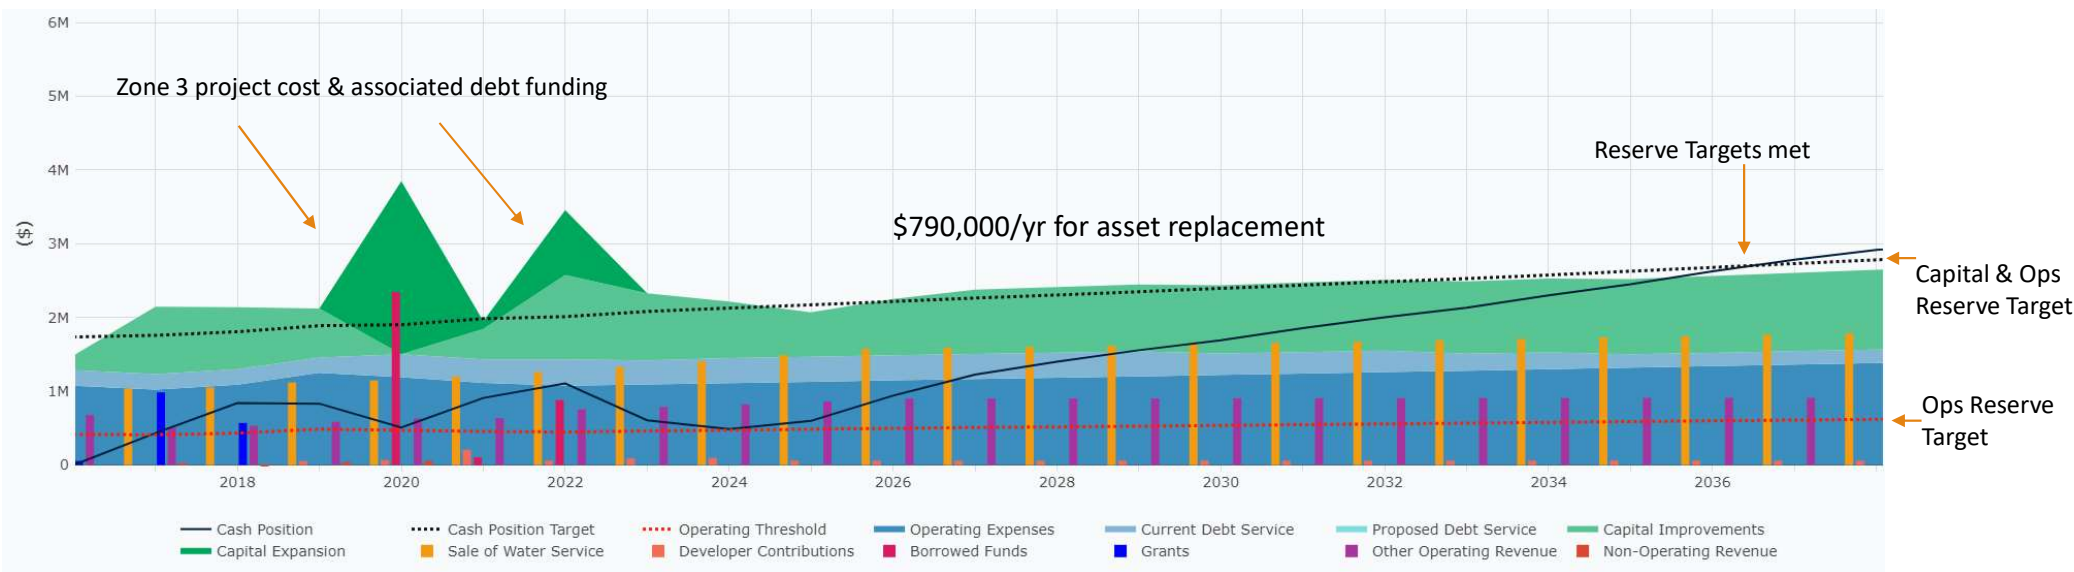 6M
Zone 3 project cost & associated debt funding
5M
Reserve Targets met
4M
$790,000/yr for asset replacement
($)
3M
Capital & Ops
Reserve Target
2M
1M
Ops Reserve
Target
0
2018 2020 2022 2024 2026 2028 2030 2032 2034 2036
Cash Position Cash Position Target Operating Threshold Operating Expenses Current Debt Service Proposed Debt Service Capital Improvements
Capital Expansion Sale of Water Service Developer Contributions Borrowed Funds Grants Other Operating Revenue Non-Operating Revenue